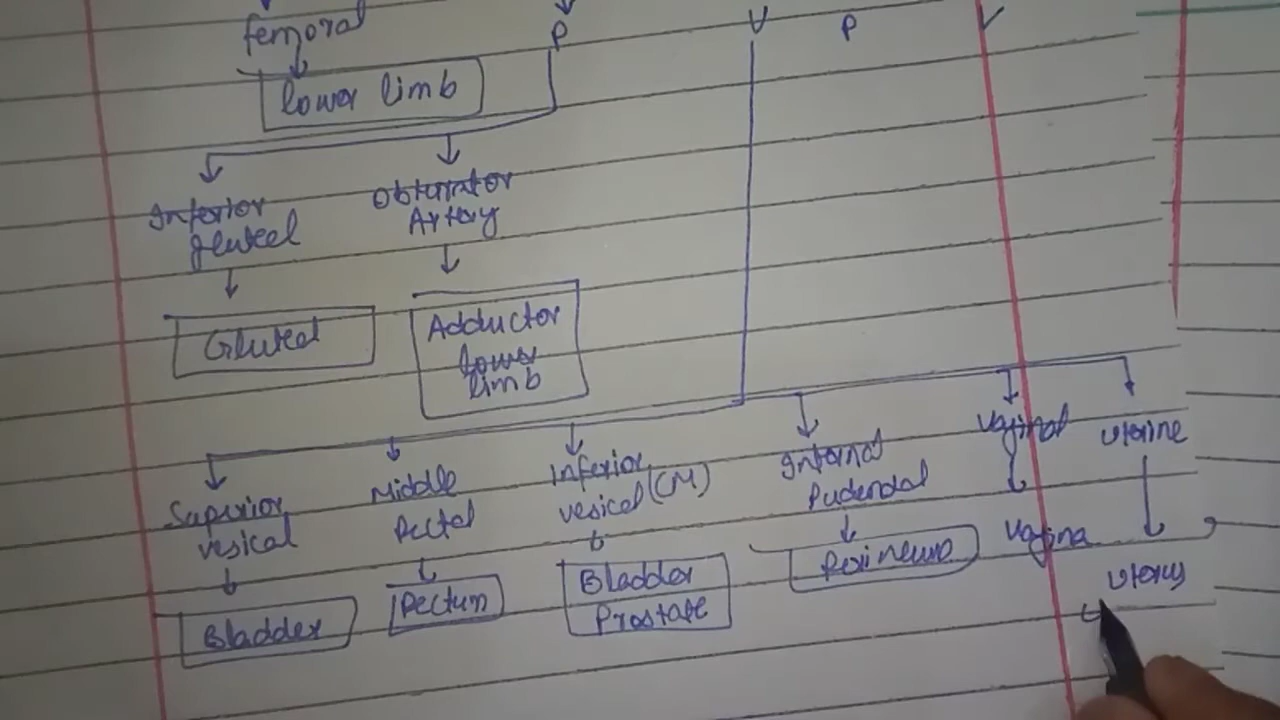 femoral
P
V
P
V
lower limb
Inferior
gluteal
Obturator
Artery
Gluteal
Adductor
lower
limb
Superior
vesical
Middle
Rectal
Inferior
vesical (M)
Internal
Pudendal
Vaginal
Uterine
Bladder
Rectum
Bladder
Prostate
Perineum
Vagina
Uterus